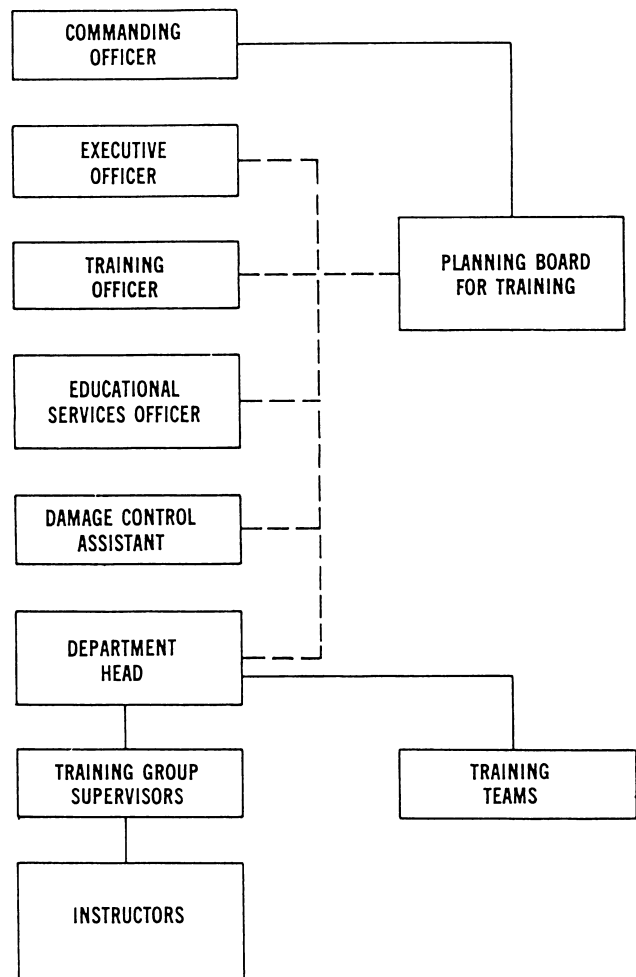 COMMANDING
OFFICER
EXECUTIVE
OFFICER
TRAINING
OFFICER
PLANNING BOARD
FOR TRAINING
EDUCATIONAL
SERVICES OFFICER
DAMAGE CONTROL
ASSISTANT
DEPARTMENT
HEAD
TRAINING GROUP
SUPERVISORS
TRAINING
TEAMS
INSTRUCTORS